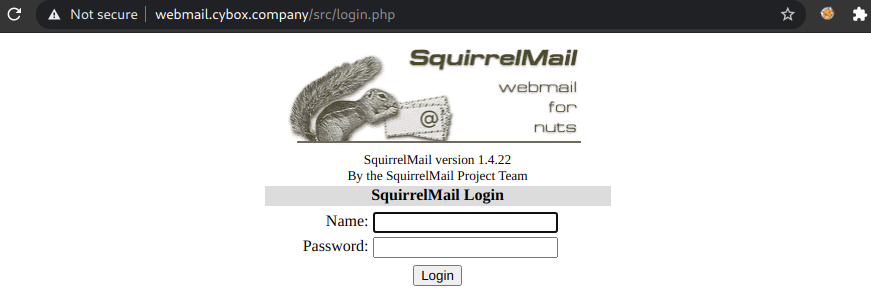 Not secure webmail.cybox.company/src/login.php
SquirrelMail
webmail
for
nuts
@
SquirrelMail version 1.4.22
By the SquirrelMail Project Team
SquirrelMail Login
Name:
Password:
Login